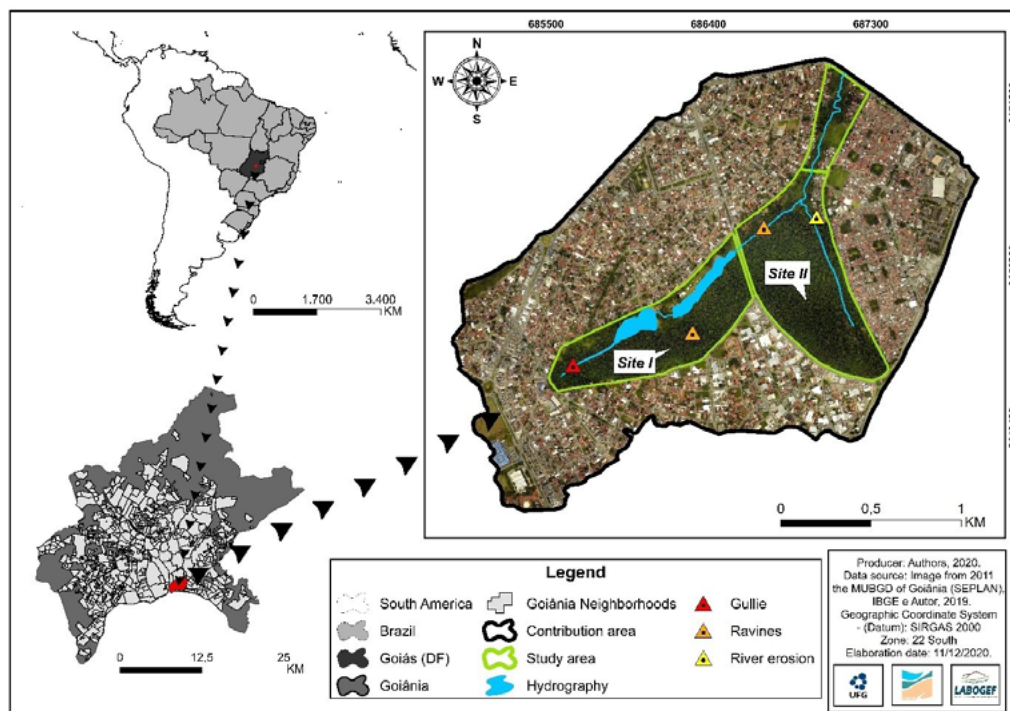 685500 686400 687300
N
W E
S
Site II
Site I
0 1.700 3.400
KM
0 0,5 1
KM
0 12,5 25
KM
Legend
South America
Brazil
Goiás (DF)
Goiânia
Goiânia Neighborhoods
Contribution area
Study area
Hydrography
Gullie
Ravines
River erosion
Producer: Authors, 2020.
Data source: Image from 2011
the MUBGD of Goiânia (SEPLAN),
IBGE e Autor, 2019.
Geographic Coordinate System
- (Datum): SIRGAS 2000
Zone: 22 South
Elaboration date: 11/12/2020.
UFG
LABOGEF